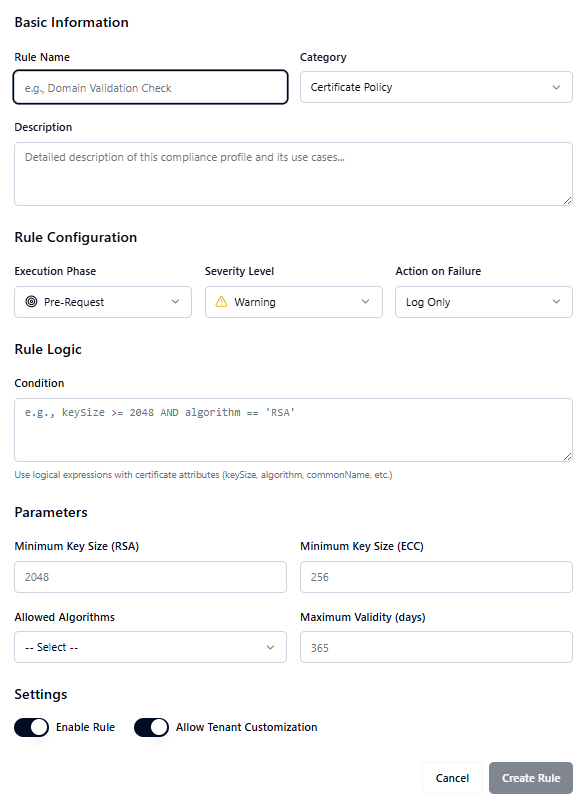 Basic Information
Rule Name
Category
e.g., Domain Validation Check
Certificate Policy
Description
Detailed description of this compliance profile and its use cases...
Rule Configuration
Execution Phase
Severity Level
Action on Failure
Pre-Request
Warning
Log Only
Rule Logic
Condition
e.g., keySize >= 2048 AND algorithm == 'RSA'
Use logical expressions with certificate attributes (keySize, algorithm, commonName, etc.)
Parameters
Minimum Key Size (RSA)
Minimum Key Size (ECC)
2048
256
Allowed Algorithms
Maximum Validity (days)
-- Select --
365
Settings
Enable Rule
Allow Tenant Customization
Cancel
Create Rule